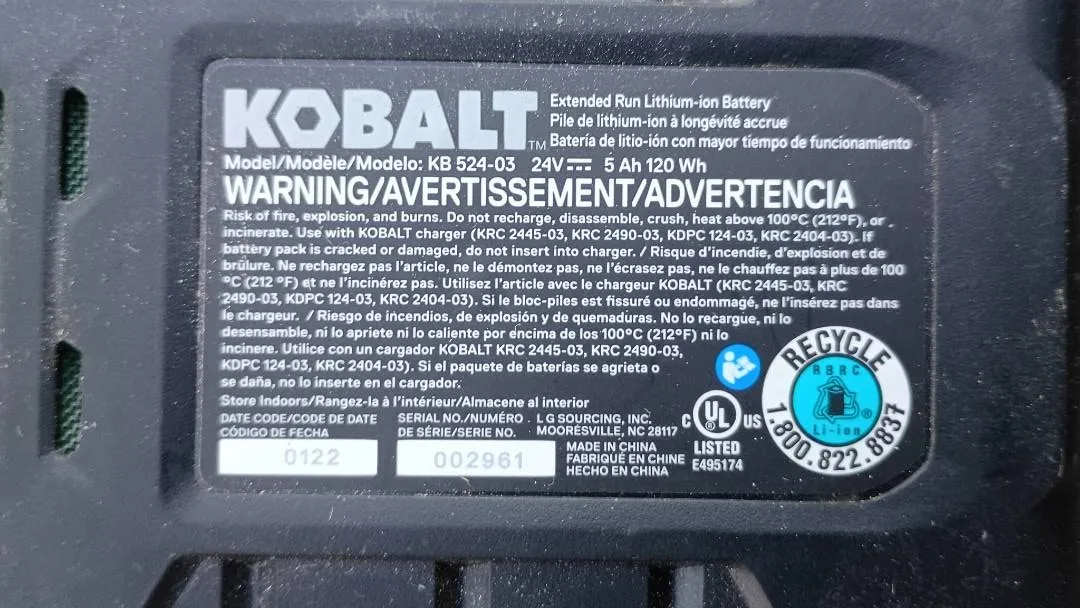 KOBALT™
Extended Run Lithium-ion Battery
Pile de lithium-ion à longévité accrue
Batería de litio-ión con mayor tiempo de funcionamiento
Model/Modèle/Modelo: KB 524-03 24V⎓ 5 Ah 120 Wh
WARNING/AVERTISSEMENT/ADVERTENCIA
Risk of fire, explosion, and burns. Do not recharge, disassemble, crush, heat above 100°C (212°F), or
incinerate. Use with KOBALT charger (KRC 2445-03, KRC 2490-03, KDPC 124-03, KRC 2404-03). If
battery pack is cracked or damaged, do not insert into charger. / Risque d'incendie, d'explosion et de
brûlure. Ne rechargez pas l'article, ne le démontez pas, ne l'écrasez pas, ne le chauffez pas à plus de 100
°C (212 °F) et ne l'incinérez pas. Utilisez l'article avec le chargeur KOBALT (KRC 2445-03, KRC
2490-03, KDPC 124-03, KRC 2404-03). Si le bloc-piles est fissuré ou endommagé, ne l'insérez pas dans
le chargeur. / Riesgo de incendios, de explosión y de quemaduras. No lo recargue, ni lo
desensamble, ni lo apriete ni lo caliente por encima de los 100°C (212°F) ni lo
incinere. Utilice con un cargador KOBALT KRC 2445-03, KRC 2490-03,
KDPC 124-03, KRC 2404-03). Si el paquete de baterías se agrieta o
se daña, no lo inserte en el cargador.
Store Indoors/Rangez-la à l'intérieur/Almacene al interior
DATE CODE/CODE DE DATE
CÓDIGO DE FECHA
0122
SERIAL NO./NUMÉRO
DE SÉRIE/SERIE NO.
002961
L G SOURCING, INC.
MOORESVILLE, NC 28117
MADE IN CHINA
FABRIQUÉ EN CHINE
HECHO EN CHINA
C UL US
LISTED
E495174
RECYCLE
RBRC
®
Li-ion
1.800.822.8837